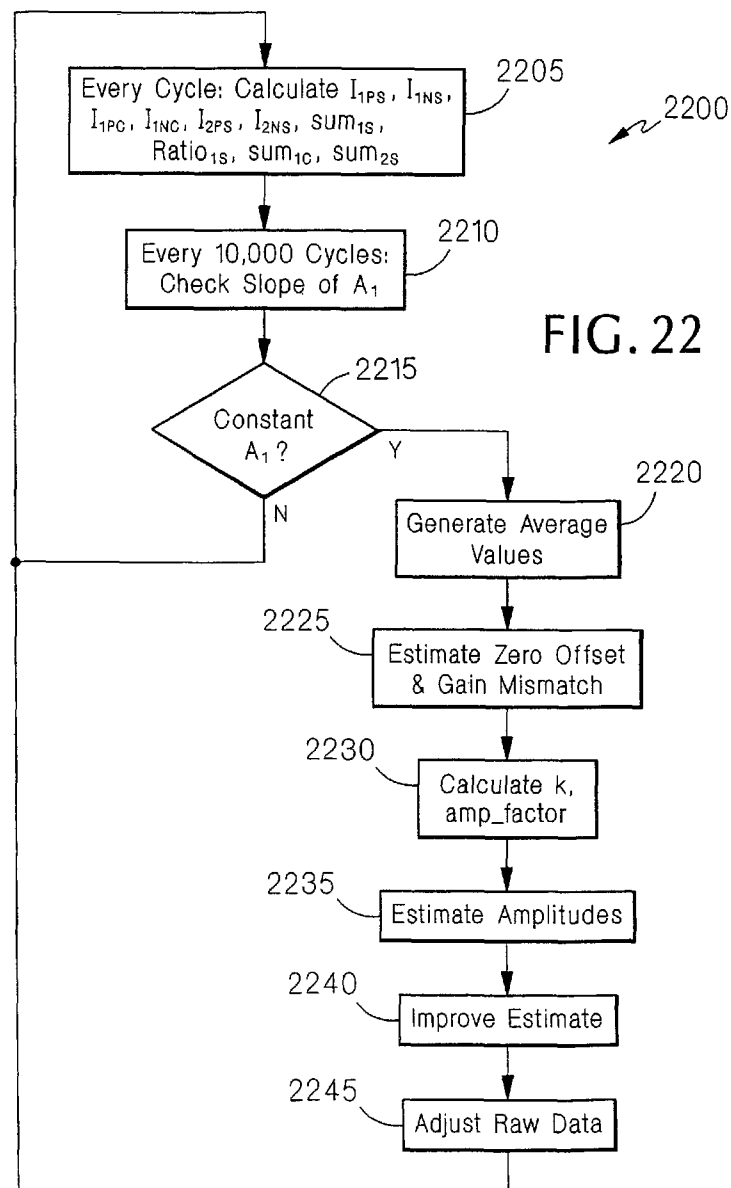 Every Cycle: Calculate I₁PS, I₁NS,
I₁PC, I₁NC, I₂PS, I₂NS, sum₁S,
Ratio₁S, sum₁C, sum₂S
2205
2200
Every 10,000 Cycles:
Check Slope of A₁
2210
FIG. 22
2215
Constant
A₁?
Y
N
2220
Generate Average
Values
2225
Estimate Zero Offset
& Gain Mismatch
2230
Calculate k,
amp_factor
2235
Estimate Amplitudes
2240
Improve Estimate
2245
Adjust Raw Data